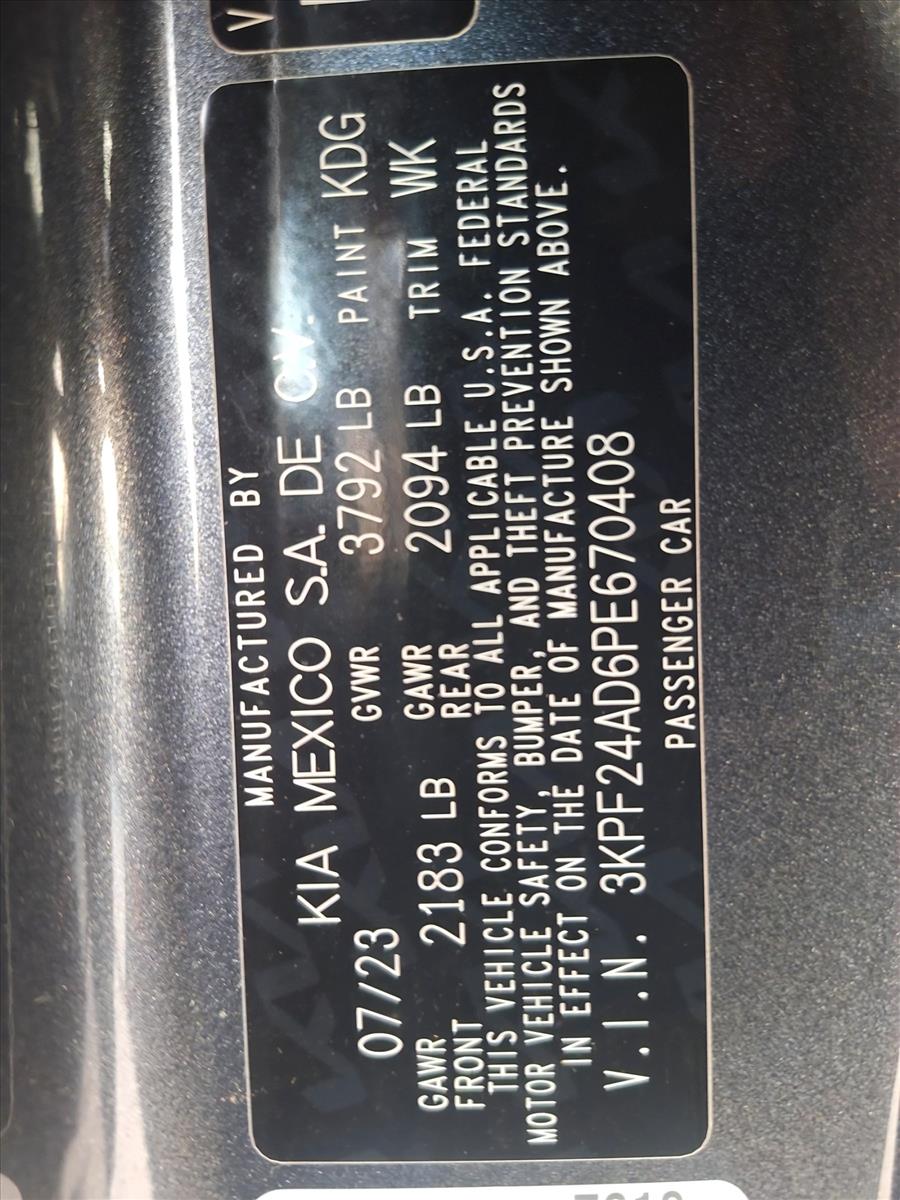 MANUFACTURED BY
KIA MEXICO S.A. DE C.V.
07/23 GVWR 3792 LB PAINT KDG
GAWR FRONT 2183 LB GAWR REAR 2094 LB TRIM WK
THIS VEHICLE CONFORMS TO ALL APPLICABLE U.S.A. FEDERAL
MOTOR VEHICLE SAFETY, BUMPER, AND THEFT PREVENTION STANDARDS
IN EFFECT ON THE DATE OF MANUFACTURE SHOWN ABOVE.
V.I.N. 3KPF24AD6PE670408
PASSENGER CAR